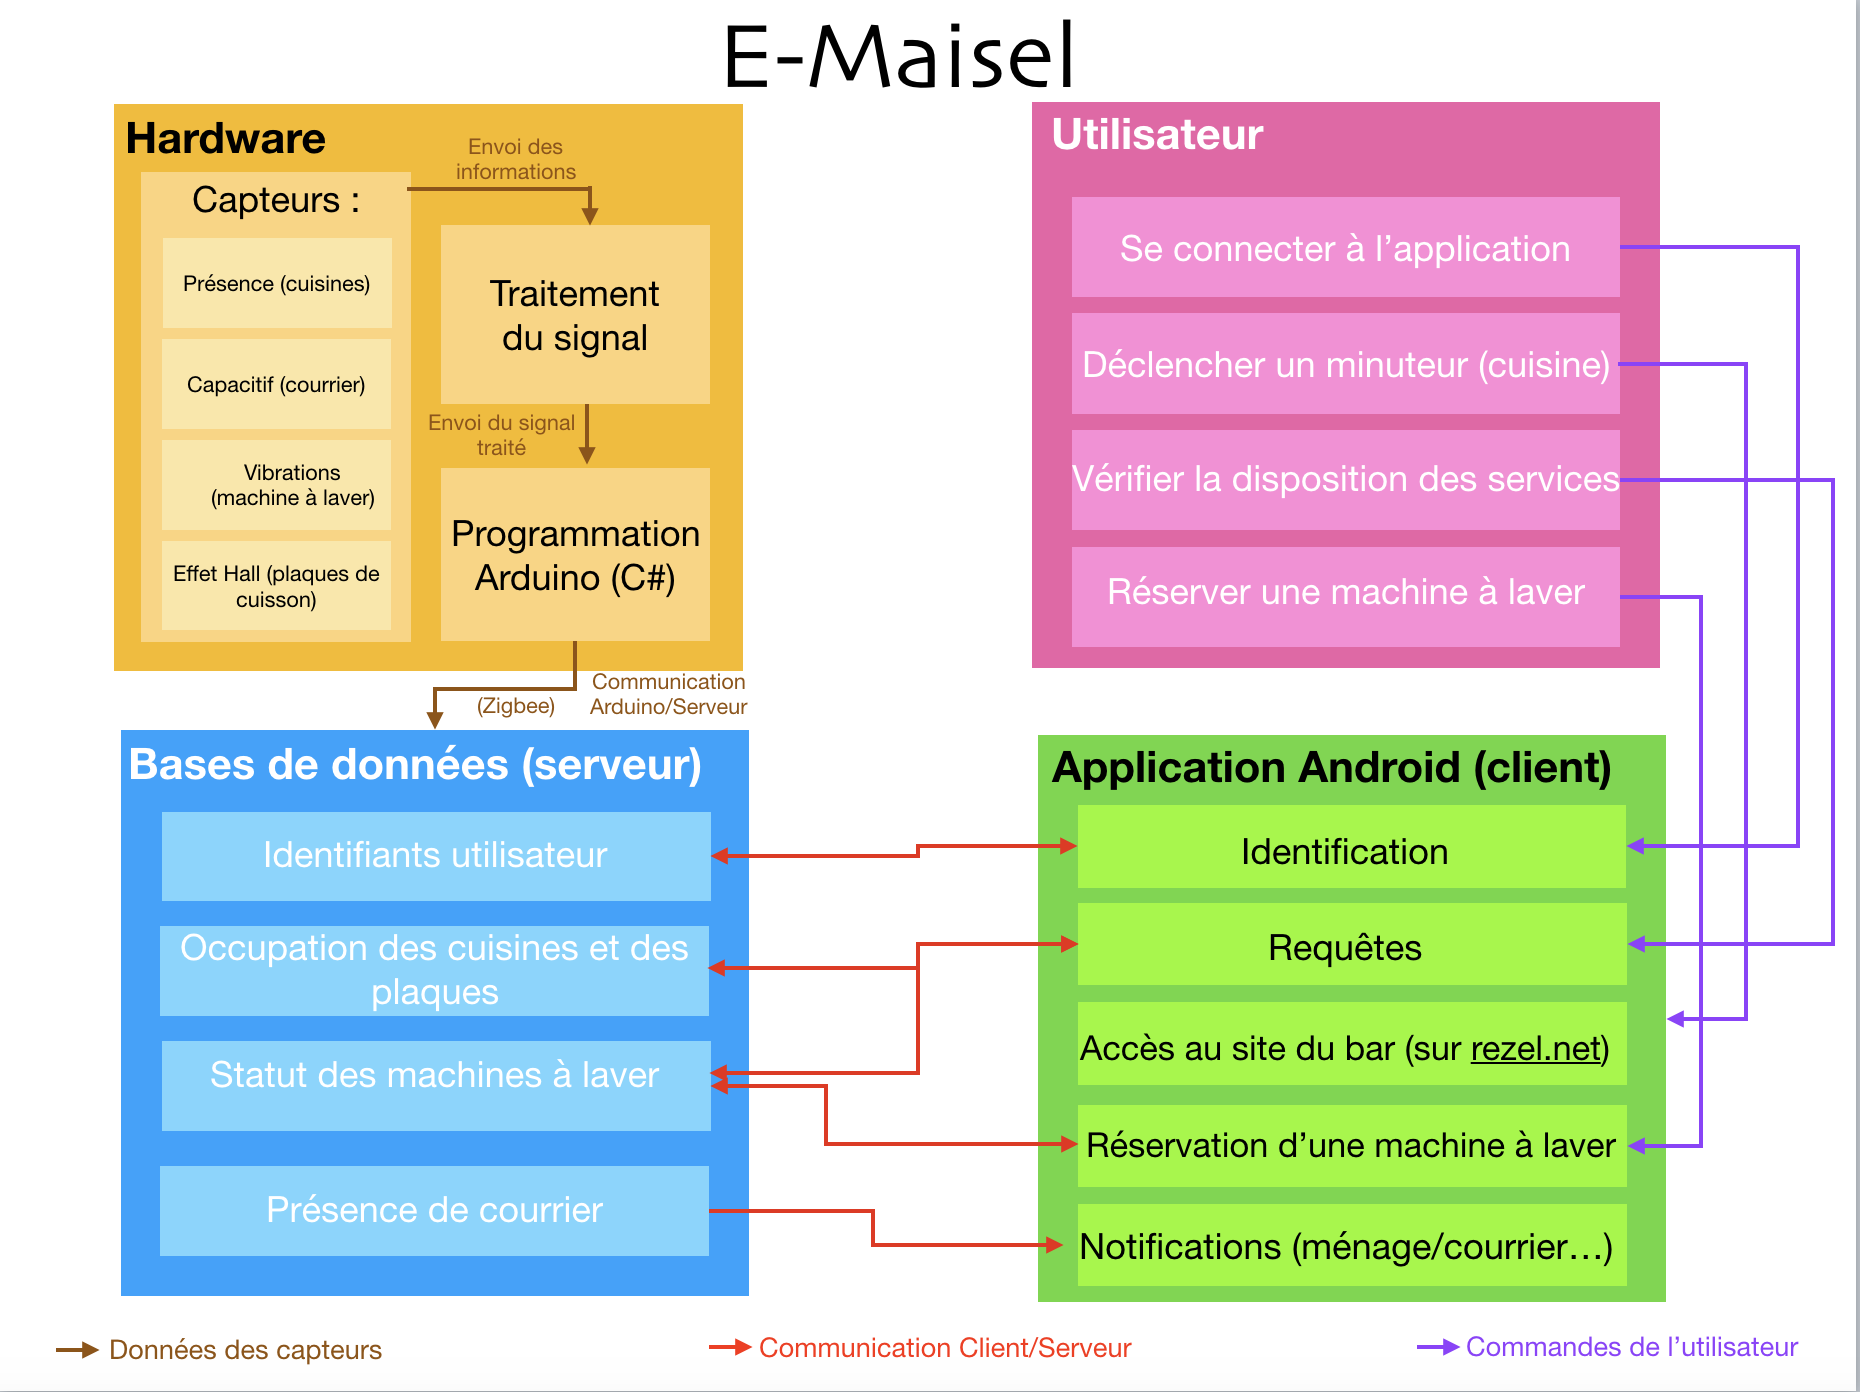 E-Maisel
Hardware
Envoi des
informations
Capteurs :
Présence (cuisines)
Capacitif (courrier)
Vibrations
(machine à laver)
Effet Hall (plaques de
cuisson)
Traitement
du signal
Envoi du signal
traité
Programmation
Arduino (C#)
(Zigbee)
Communication
Arduino/Serveur
Utilisateur
Se connecter à l’application
Déclencher un minuteur (cuisine)
Vérifier la disposition des services
Réserver une machine à laver
Bases de données (serveur)
Identifiants utilisateur
Occupation des cuisines et des
plaques
Statut des machines à laver
Présence de courrier
Application Android (client)
Identification
Requêtes
Accès au site du bar (sur rezel.net)
Réservation d’une machine à laver
Notifications (ménage/courrier…)
Données des capteurs
Communication Client/Serveur
Commandes de l’utilisateur